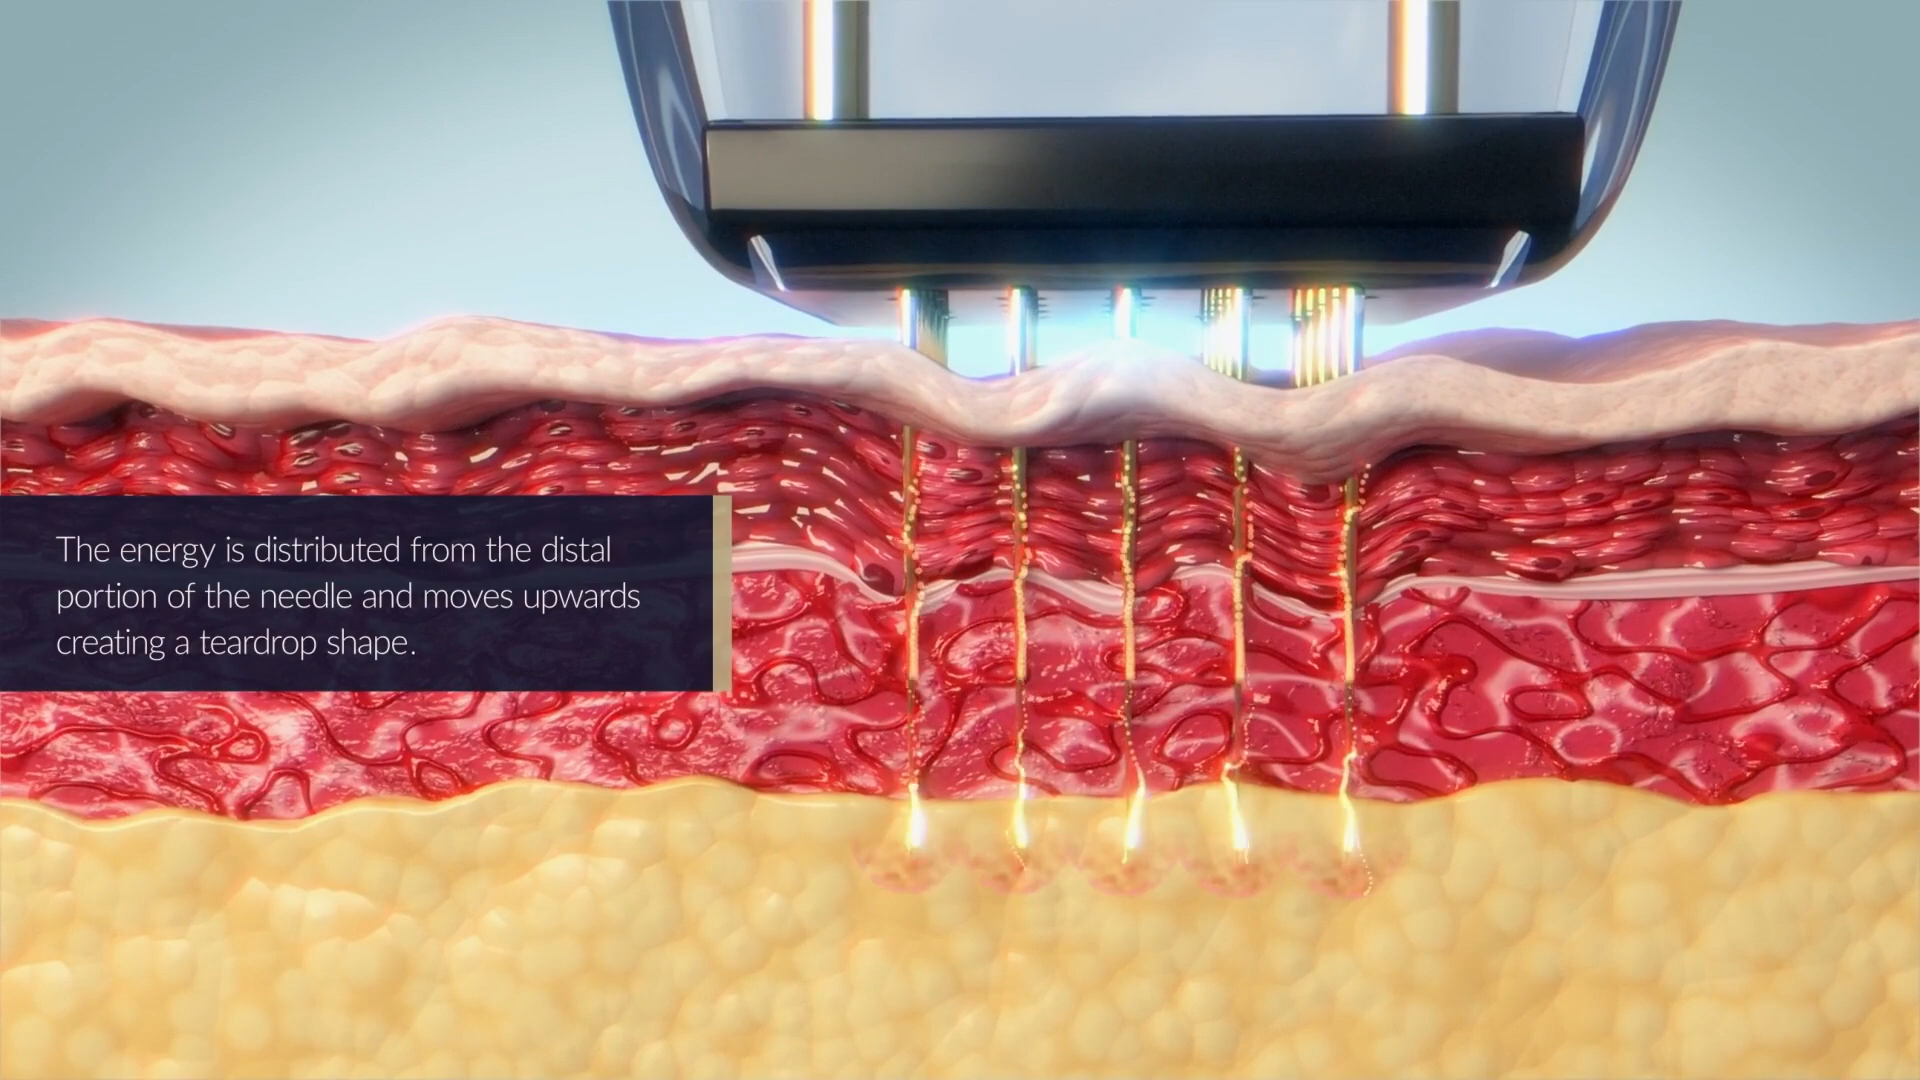 The energy is distributed from the distal
portion of the needle and moves upwards
creating a teardrop shape.